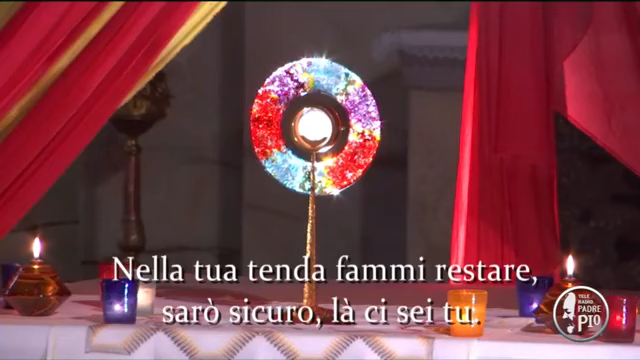 Nella tua tenda fammi restare,
sarò sicuro, là ci sei tu.
TELE
RADIO
PADRE
PIO